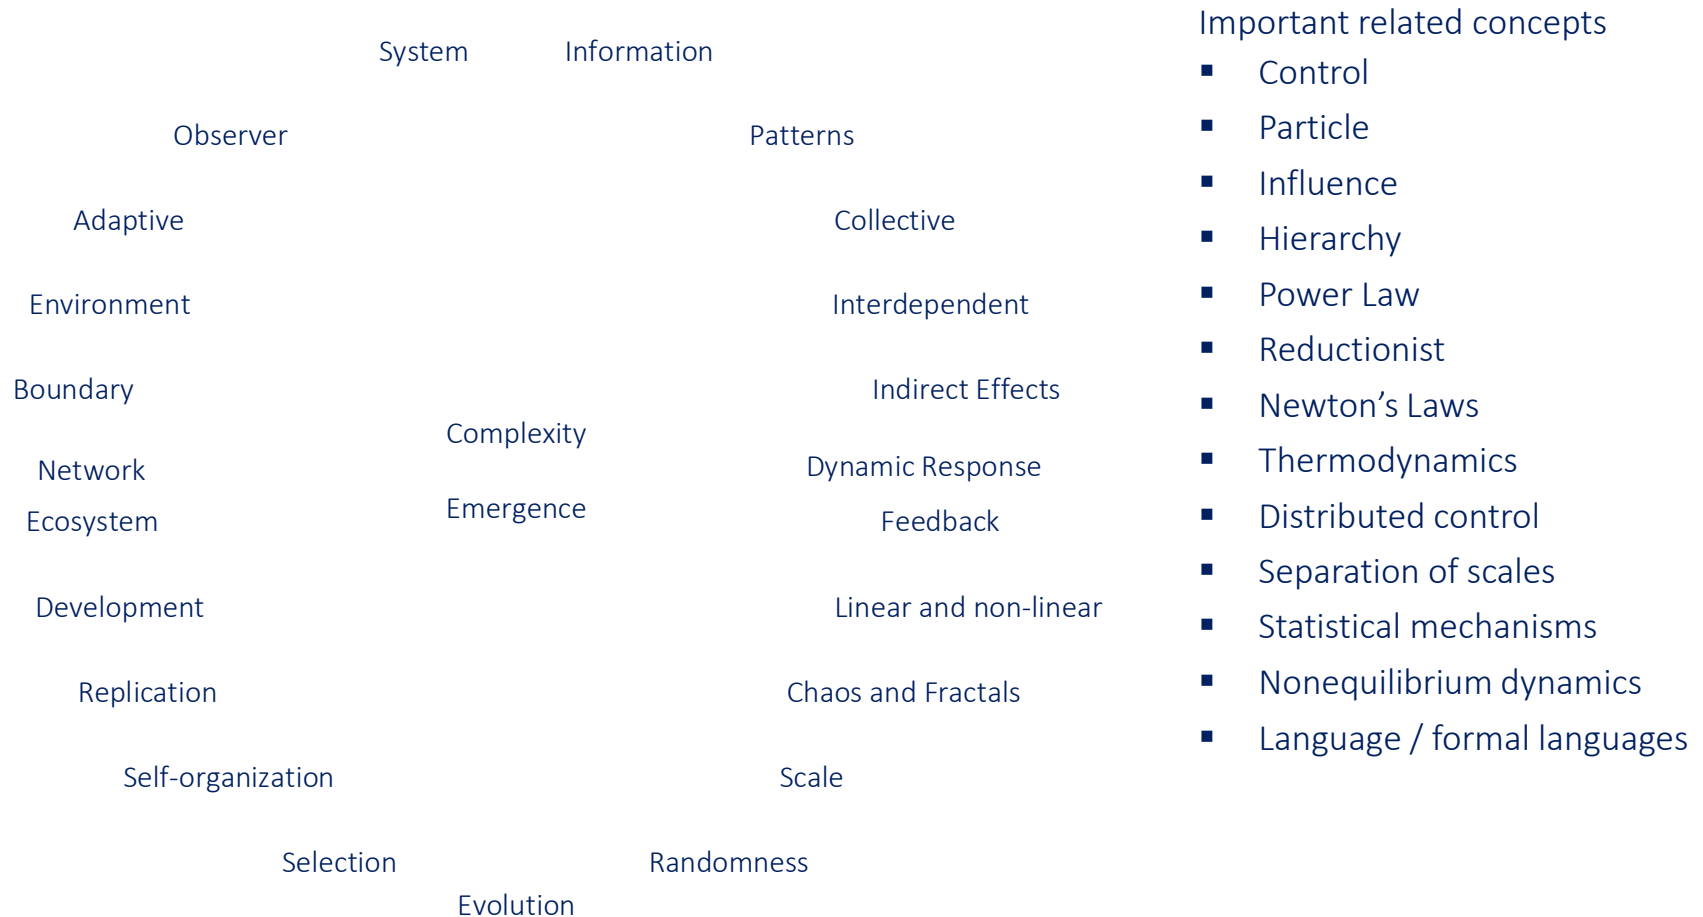 System
Information
Observer
Patterns
Adaptive
Collective
Environment
Interdependent
Boundary
Indirect Effects
Complexity
Network
Dynamic Response
Emergence
Ecosystem
Feedback
Development
Linear and non-linear
Replication
Chaos and Fractals
Self-organization
Scale
Selection
Randomness
Evolution
Important related concepts
▪ Control
▪ Particle
▪ Influence
▪ Hierarchy
▪ Power Law
▪ Reductionist
▪ Newton’s Laws
▪ Thermodynamics
▪ Distributed control
▪ Separation of scales
▪ Statistical mechanisms
▪ Nonequilibrium dynamics
▪ Language / formal languages